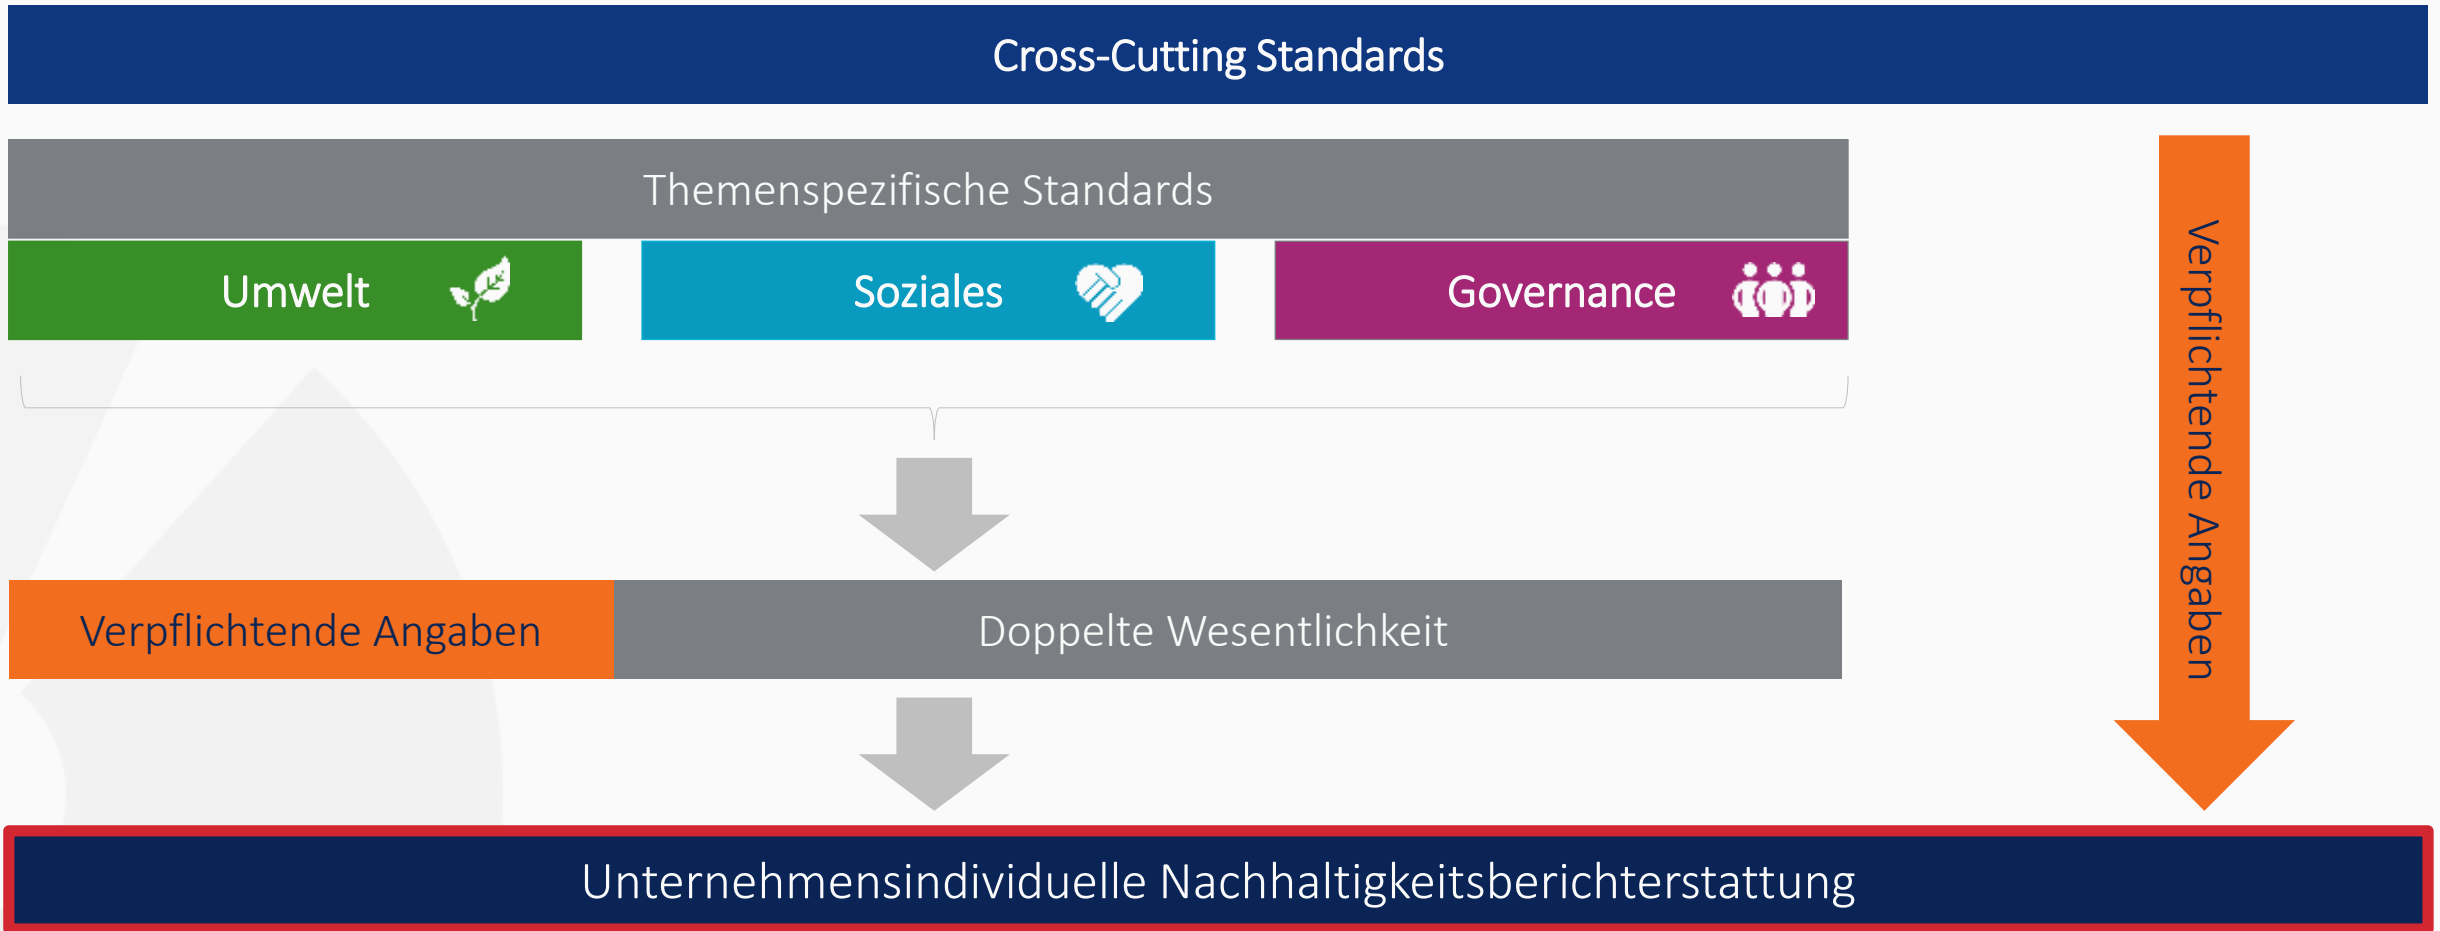 Cross-Cutting Standards
Themenspezifische Standards
Umwelt
Soziales
Governance
Verpflichtende Angaben
Verpflichtende Angaben
Doppelte Wesentlichkeit
Unternehmensindividuelle Nachhaltigkeitsberichterstattung